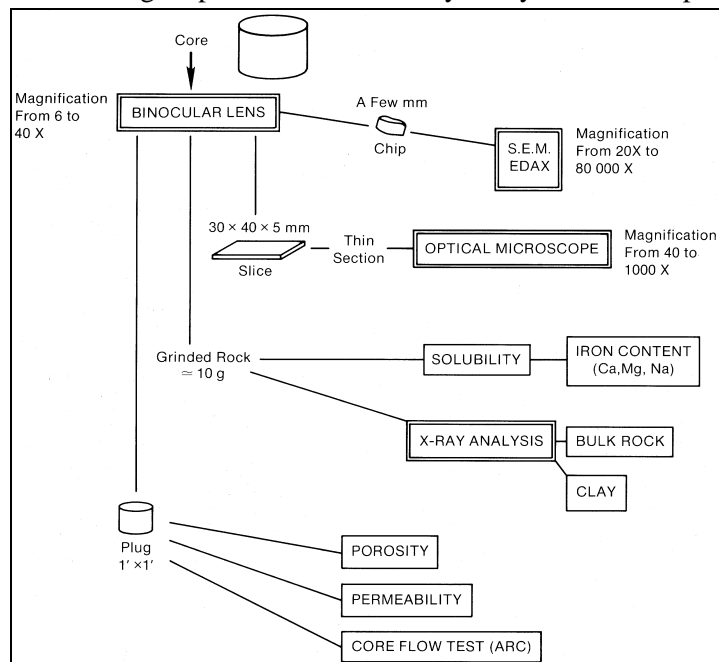 Core
Magnification
From 6 to
40 X
BINOCULAR LENS
A Few mm
Chip
S.E.M.
EDAX
Magnification
From 20X to
80 000 X
30 × 40 × 5 mm
Slice
Thin
Section
OPTICAL MICROSCOPE
Magnification
From 40 to
1000 X
Grinded Rock
≃ 10 g
SOLUBILITY
IRON CONTENT
(Ca,Mg, Na)
X-RAY ANALYSIS
BULK ROCK
CLAY
Plug
1' ×1'
POROSITY
PERMEABILITY
CORE FLOW TEST (ARC)